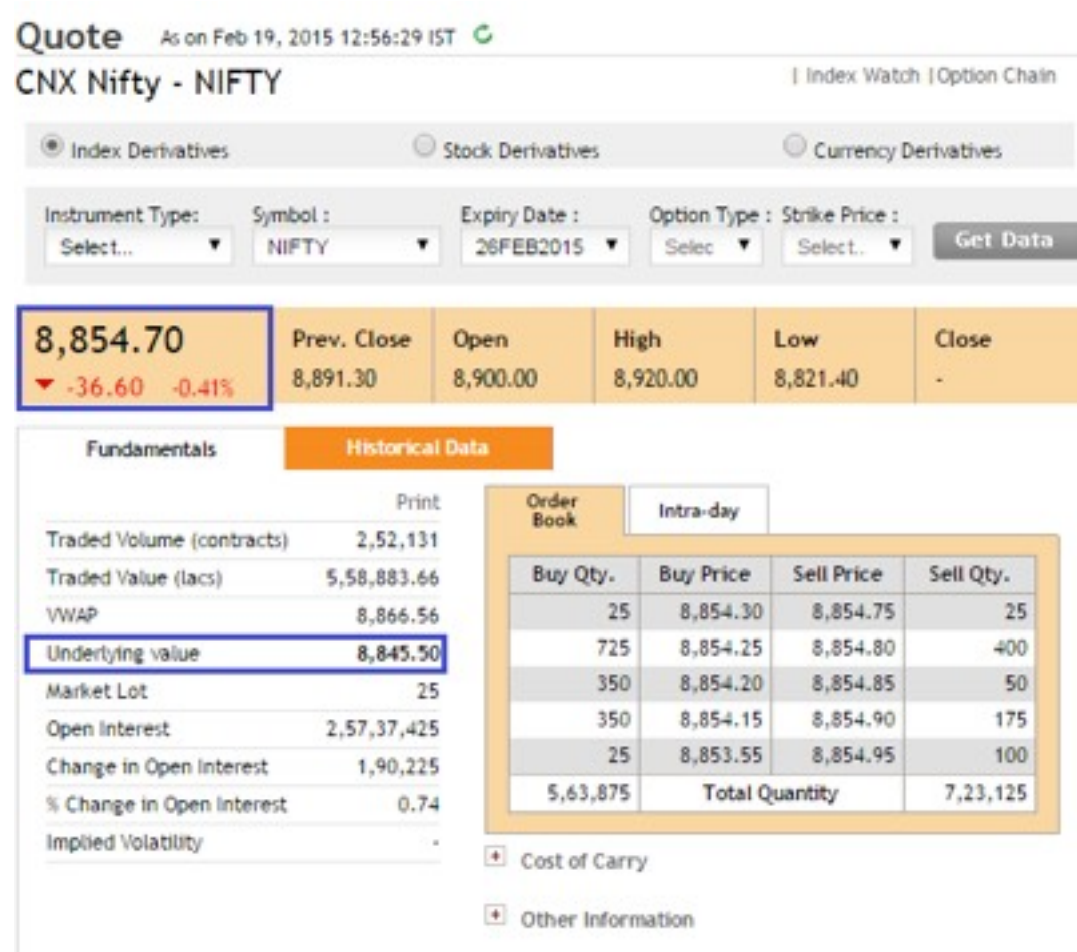 Quote As on Feb 19, 2015 12:56:29 IST
CNX Nifty - NIFTY | Index Watch | Option Chain
Index Derivatives Stock Derivatives Currency Derivatives
Instrument Type: Symbol : Expiry Date : Option Type : Strike Price :
Select... NIFTY 26FEB2015 Selec Select.. Get Data
8,854.70 Prev. Close Open High Low Close
-36.60 -0.41% 8,891.30 8,900.00 8,920.00 8,821.40 -
Fundamentals Historical Data
Print
Traded Volume (contracts) 2,52,131
Traded Value (lacs) 5,58,883.66
VWAP 8,866.56
Underlying value 8,845.50
Market Lot 25
Open Interest 2,57,37,425
Change in Open Interest 1,90,225
% Change in Open Interest 0.74
Implied Volatility -
Order Book Intra-day
Buy Qty. Buy Price Sell Price Sell Qty.
25 8,854.30 8,854.75 25
725 8,854.25 8,854.80 400
350 8,854.20 8,854.85 50
350 8,854.15 8,854.90 175
25 8,853.55 8,854.95 100
5,63,875 Total Quantity 7,23,125
Cost of Carry
Other Information